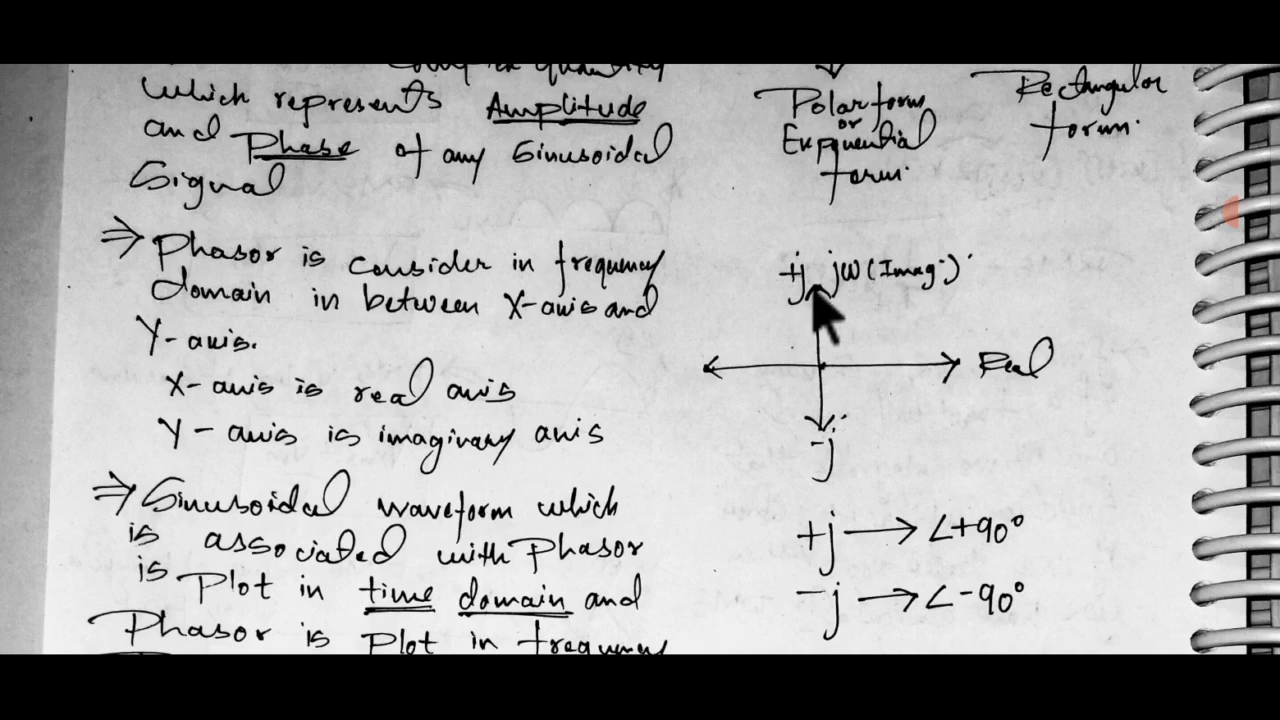 which represents Amplitude
and Phase of any Sinusoidal
Signal
⇒ Phasor is consider in frequency
domain in between X-axis and
Y-axis.
X-axis is real axis
Y-axis is imaginary axis
⇒ Sinusoidal waveform which
is associated with Phasor
is Plot in time domain and
Phasor is Plot in frequency
Polar form
or
Exponential
form.
Rectangular
form.
+j jω (Imag.)
Real
-j
+j → ∠+90°
-j → ∠-90°